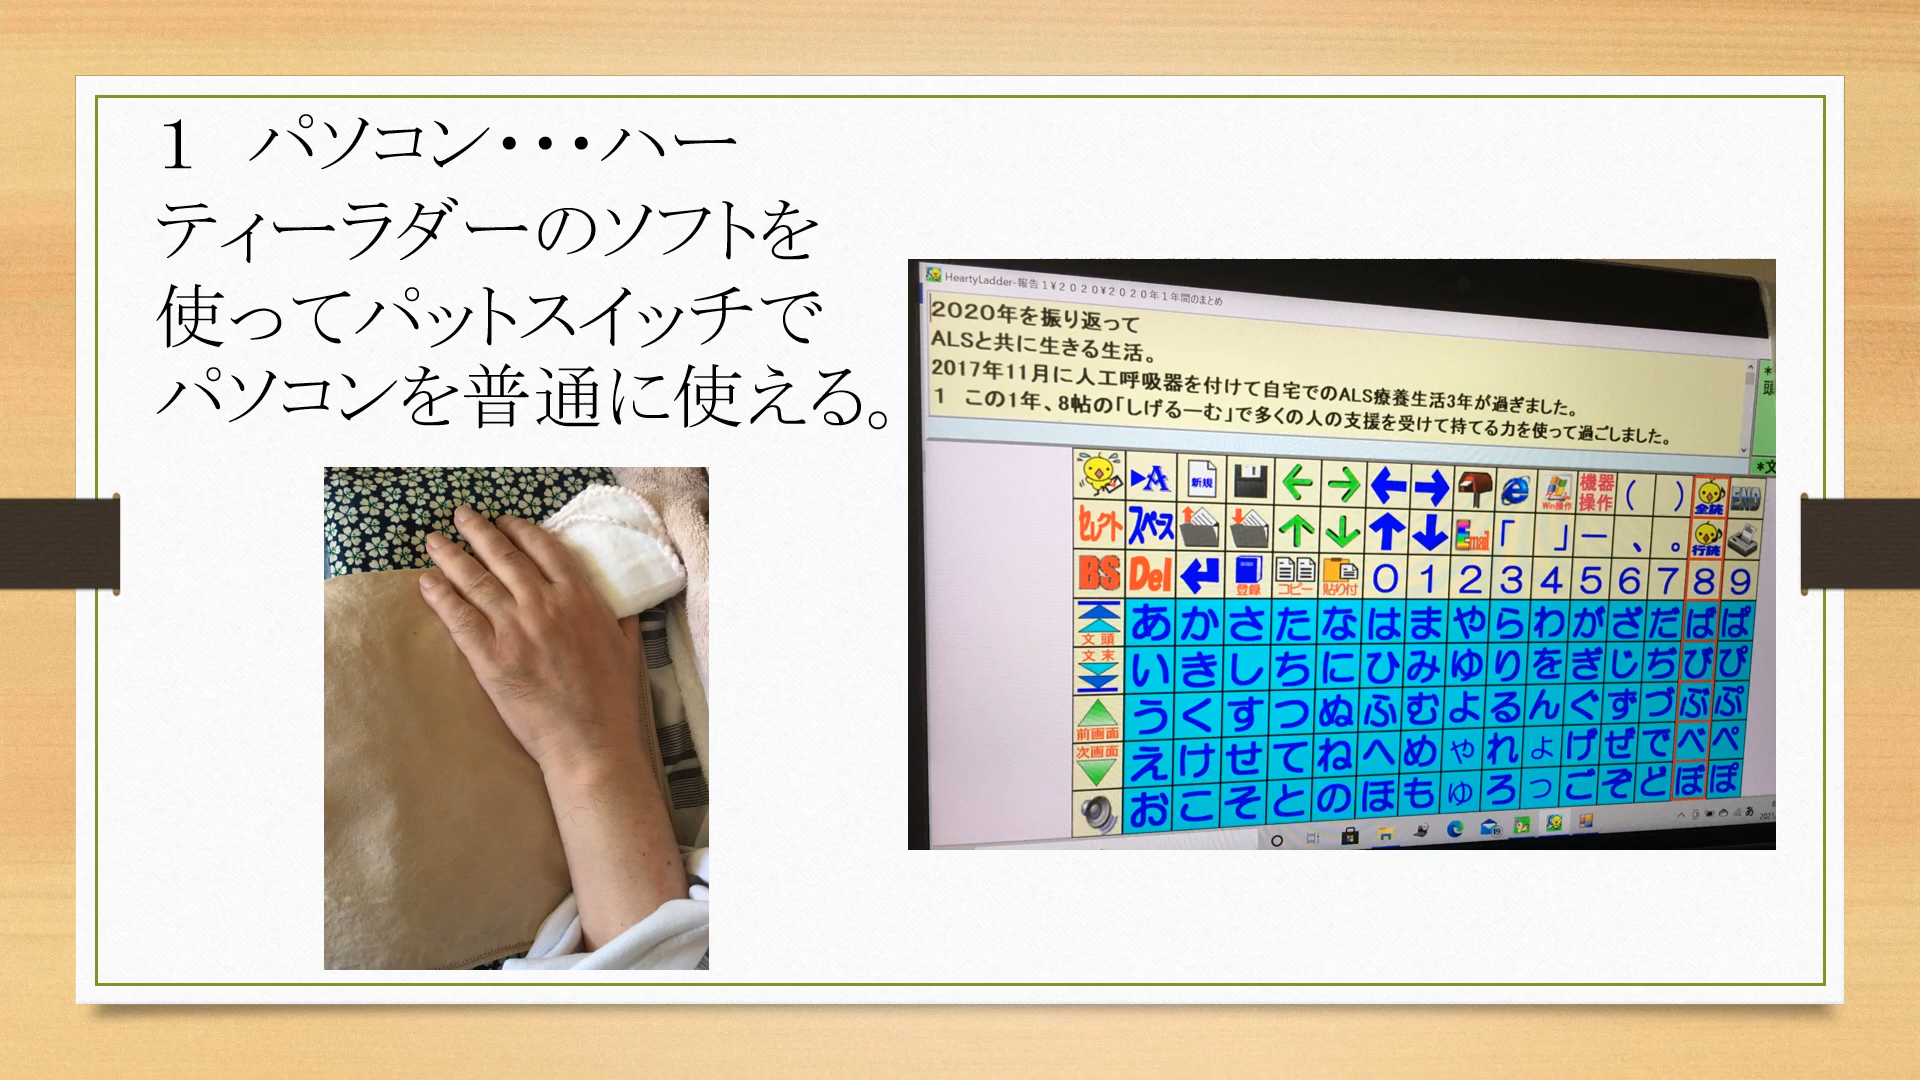 １　パソコン・・・ハー
ティーラダーのソフトを
使ってパットスイッチで
パソコンを普通に使える。
HeartyLadder-報告１¥２０２０¥２０２０年１年間のまとめ
2020年を振り返って
ALSと共に生きる生活。
2017年11月に人工呼吸器を付けて自宅でのALS療養生活3年が過ぎました。
1　この1年、8帖の「しげるーむ」で多くの人の支援を受けて持てる力を使って過ごしました。
A 新規 Win操作 機器操作 ( ) 全読 END
セレクト スペース Email 「 」 ー 、 。 行読
BS Del 登録 コピー 貼り付 0 1 2 3 4 5 6 7 8 9
文頭 あ か さ た な は ま や ら わ が ざ だ ば ぱ
文末 い き し ち に ひ み ゆ り を ぎ じ ぢ び ぴ
前画面 う く す つ ぬ ふ む よ る ん ぐ ず づ ぶ ぷ
次画面 え け せ て ね へ め ゃ れ ょ げ ぜ で べ ぺ
お こ そ と の ほ も ゅ ろ っ ご ぞ ど ぼ ぽ